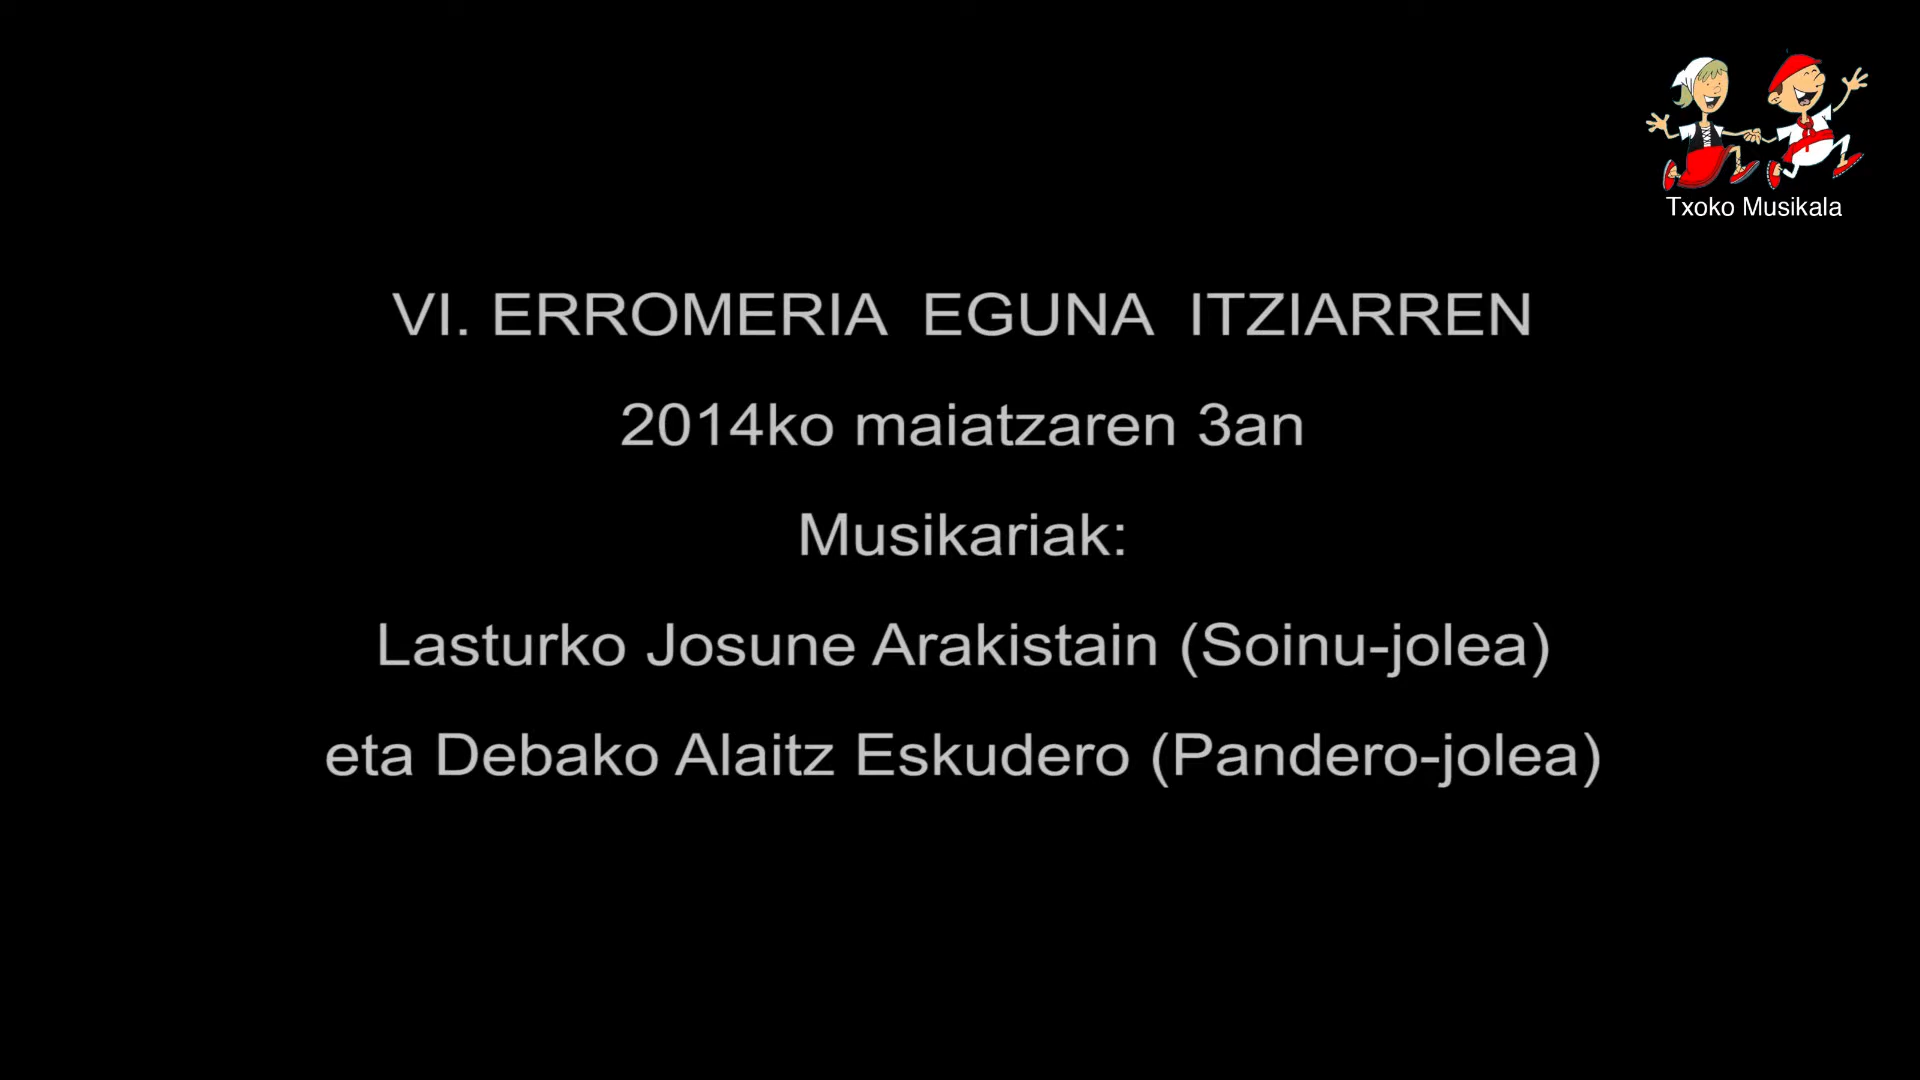 Txoko Musikala
VI. ERROMERIA EGUNA ITZIARREN
2014ko maiatzaren 3an
Musikariak:
Lasturko Josune Arakistain (Soinu-jolea)
eta Debako Alaitz Eskudero (Pandero-jolea)